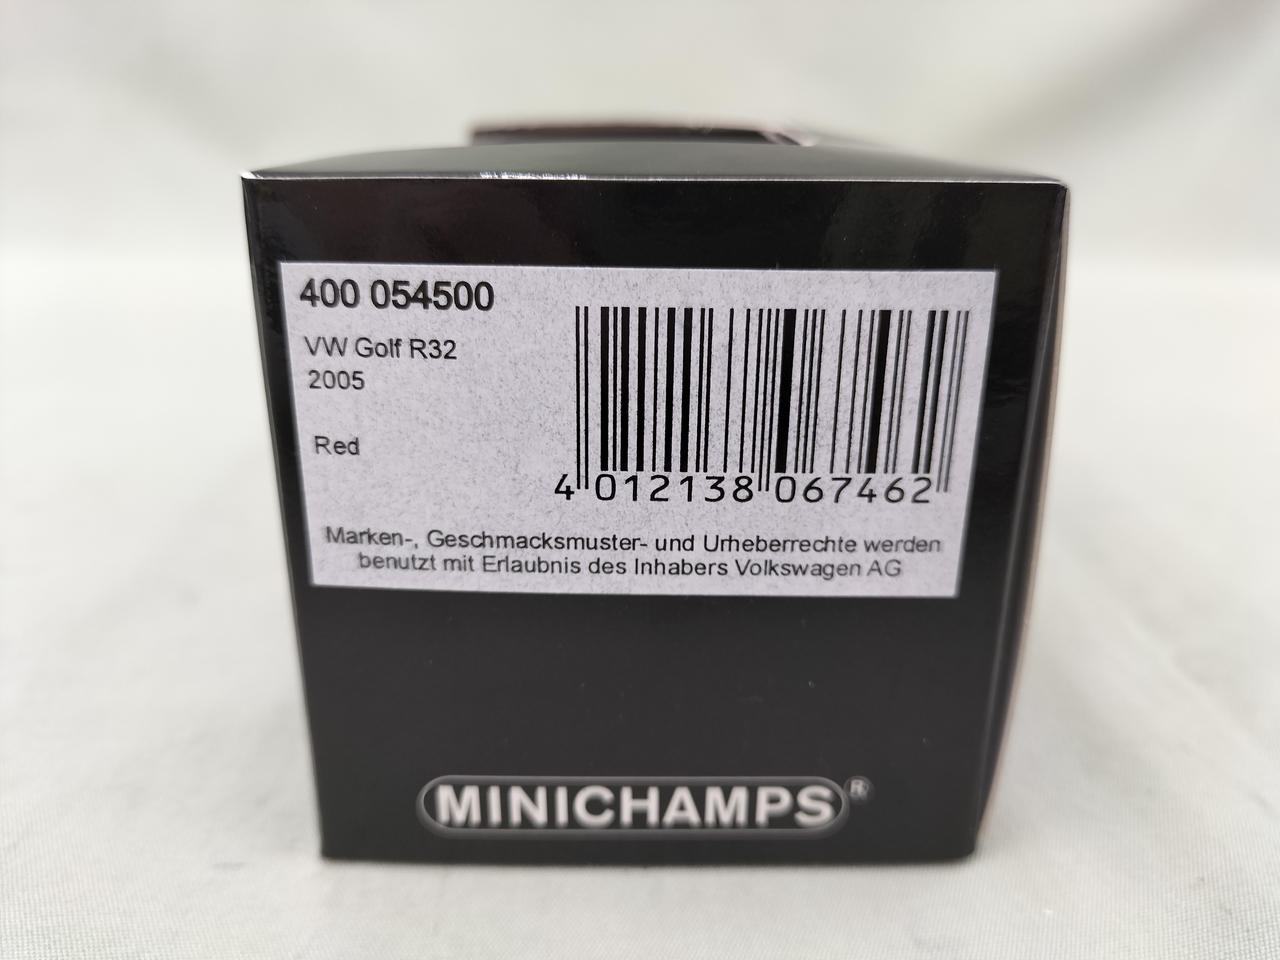 400 054500
VW Golf R32
2005
Red
4 012138 067462
Marken-, Geschmacksmuster- und Urheberrechte werden
benutzt mit Erlaubnis des Inhabers Volkswagen AG
MINICHAMPS®